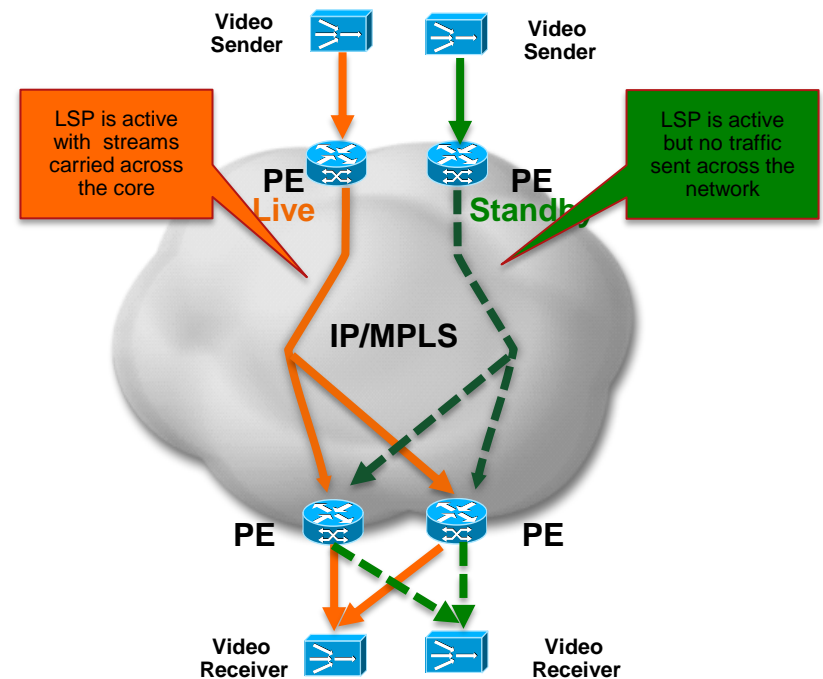 Video
Sender
Video
Sender
LSP is active
with streams
carried across
the core
LSP is active
but no traffic
sent across the
network
PE
Live
PE
Standby
IP/MPLS
PE
PE
Video
Receiver
Video
Receiver